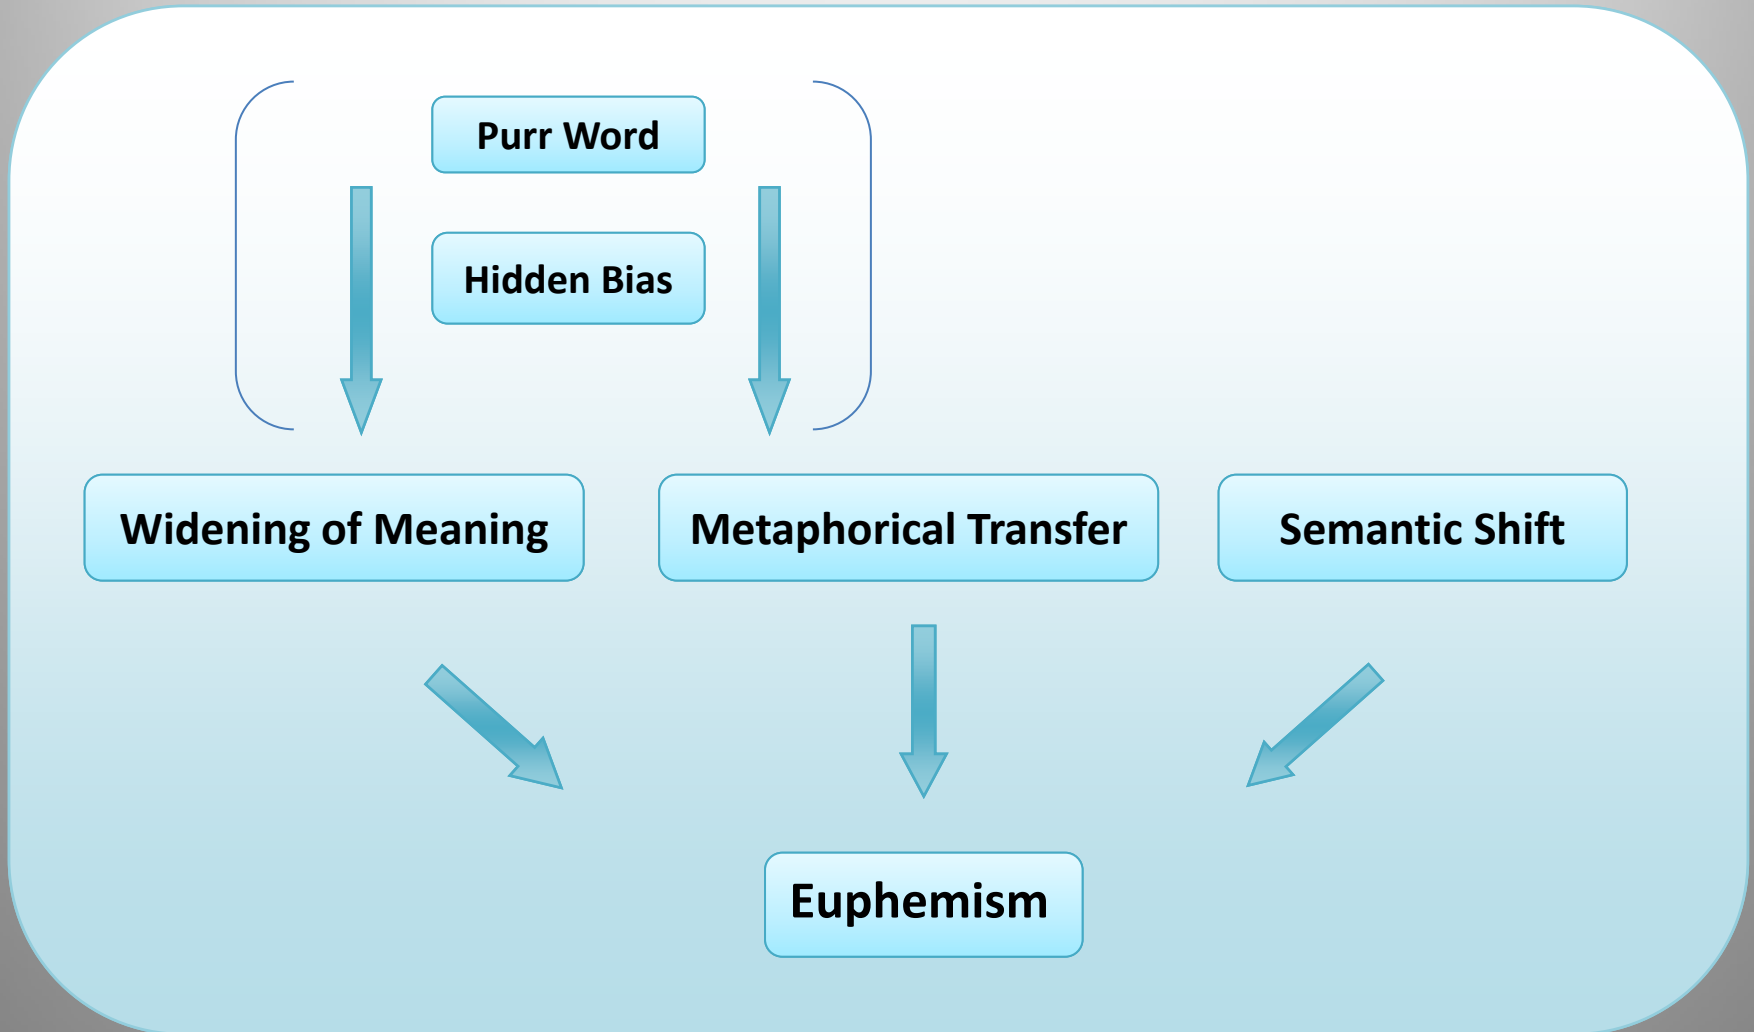 Purr Word
Hidden Bias
Widening of Meaning
Metaphorical Transfer
Semantic Shift
Euphemism